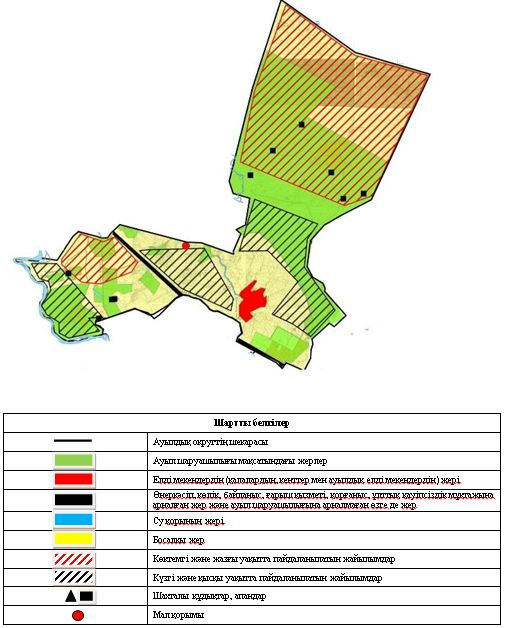 Шартты белгілер
Ауылдық округтің шекарасы
Ауыл шаруашылығы мақсатындағы жерлер
Елді мекендердің (қалалардың, кенттер мен ауылдық елді мекендердің) жері
Өнеркәсіп, көлік, байланыс, ғарыш қызметі, қорғаныс, ұлттық қауіпсіздік мұқтажына
арналған жер және ауыл шаруашылығына арналмаған өзге де жер
Су қорының жері
Босалқы жер
Көктемгі және жазғы уақытта пайдаланылатын жайылымдар
Күзгі және қысқы уақытта пайдаланылатын жайылымдар
Шахталы құдықтар, апандар
Мал қорымы